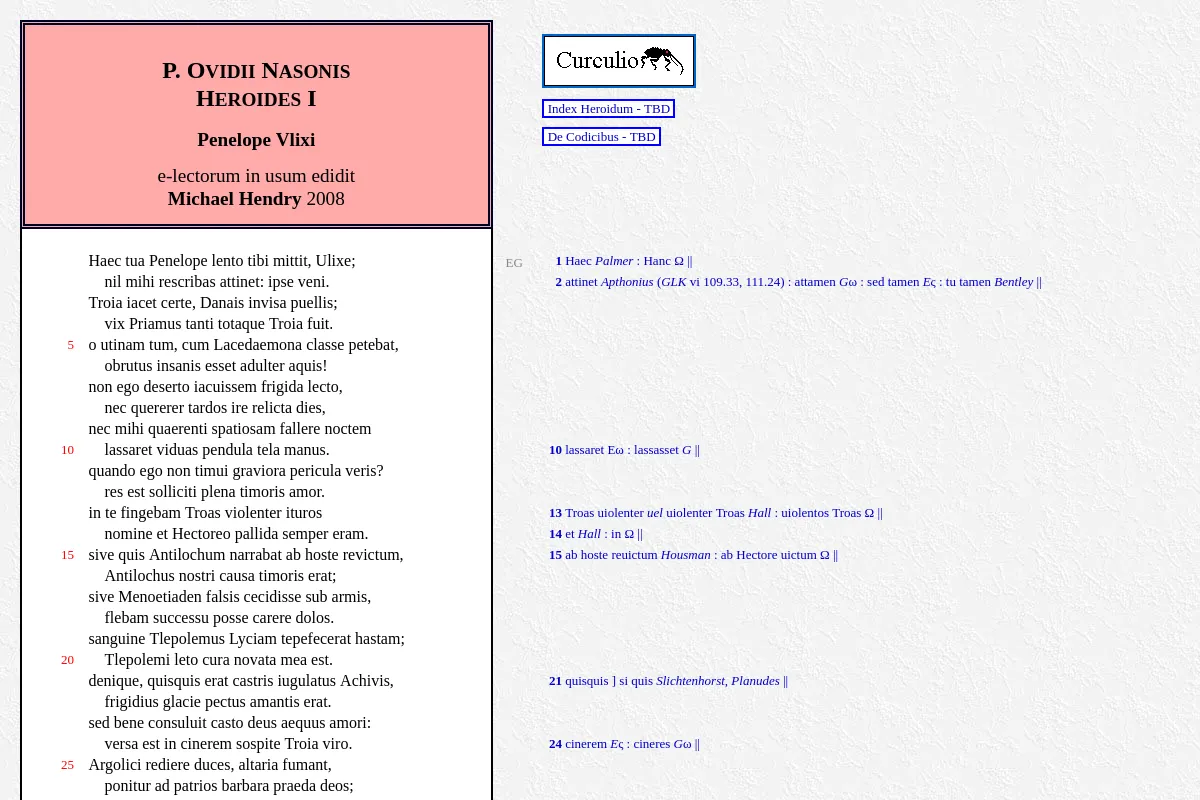 P. OVIDII NASONIS
HEROIDES I
Penelope Vlixi
e-lectorum in usum edidit
Michael Hendry 2008
Curculio
Index Heroidum - TBD
De Codicibus - TBD
Haec tua Penelope lento tibi mittit, Ulixe;
nil mihi rescribas attinet: ipse veni.
Troia iacet certe, Danais invisa puellis;
vix Priamus tanti totaque Troia fuit.
5 o utinam tum, cum Lacedaemona classe petebat,
obrutus insanis esset adulter aquis!
non ego deserto iacuissem frigida lecto,
nec quererer tardos ire relicta dies,
nec mihi quaerenti spatiosam fallere noctem
10 lassaret viduas pendula tela manus.
quando ego non timui graviora pericula veris?
res est solliciti plena timoris amor.
in te fingebam Troas violenter ituros
nomine et Hectoreo pallida semper eram.
15 sive quis Antilochum narrabat ab hoste revictum,
Antilochus nostri causa timoris erat;
sive Menoetiaden falsis cecidisse sub armis,
flebam successu posse carere dolos.
sanguine Tlepolemus Lyciam tepefecerat hastam;
20 Tlepolemi leto cura novata mea est.
denique, quisquis erat castris iugulatus Achivis,
frigidius glacie pectus amantis erat.
sed bene consuluit casto deus aequus amori:
versa est in cinerem sospite Troia viro.
25 Argolici rediere duces, altaria fumant,
ponitur ad patrios barbara praeda deos;
EG
1 Haec Palmer : Hanc Ω ||
2 attinet Apthonius (GLK vi 109.33, 111.24) : attamen Gω : sed tamen Eς : tu tamen Bentley ||
10 lassaret Eω : lassasset G ||
13 Troas uiolenter uel uiolenter Troas Hall : uiolentos Troas Ω ||
14 et Hall : in Ω ||
15 ab hoste reuictum Housman : ab Hectore uictum Ω ||
21 quisquis ] si quis Slichtenhorst, Planudes ||
24 cinerem Eς : cineres Gω ||